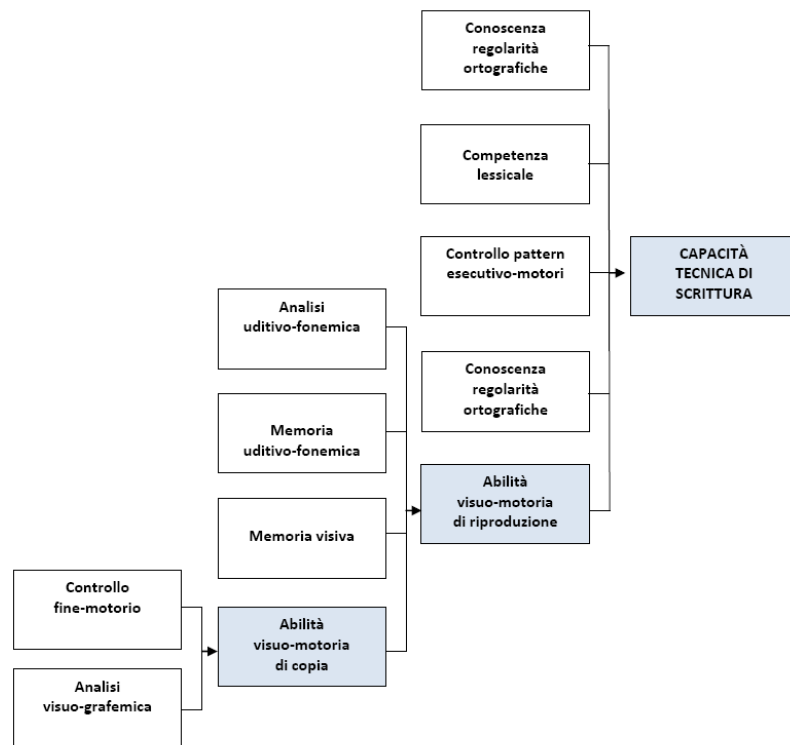 Conoscenza
regolarità
ortografiche
Competenza
lessicale
Controllo pattern
esecutivo-motori
CAPACITÀ
TECNICA DI
SCRITTURA
Analisi
uditivo-fonemica
Conoscenza
regolarità
ortografiche
Memoria
uditivo-fonemica
Abilità
visuo-motoria
di riproduzione
Memoria visiva
Controllo
fine-motorio
Abilità
visuo-motoria
di copia
Analisi
visuo-grafemica